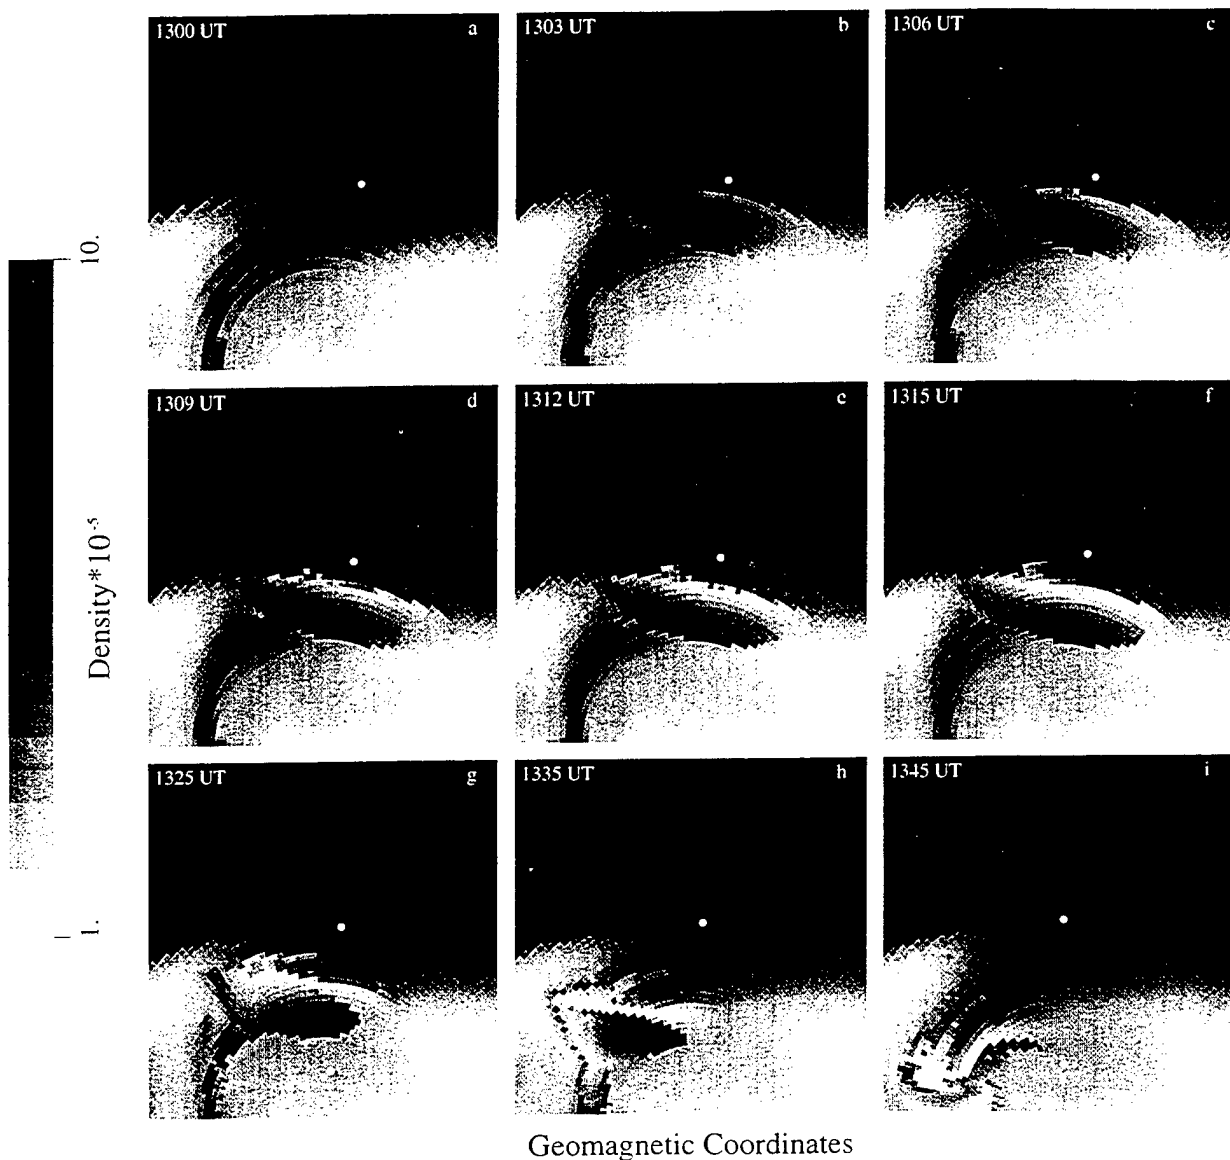 1300 UT a
1303 UT b
1306 UT c
10.
1309 UT d
1312 UT e
1315 UT f
Density*10-5
1325 UT g
1335 UT h
1345 UT i
1.
Geomagnetic Coordinates